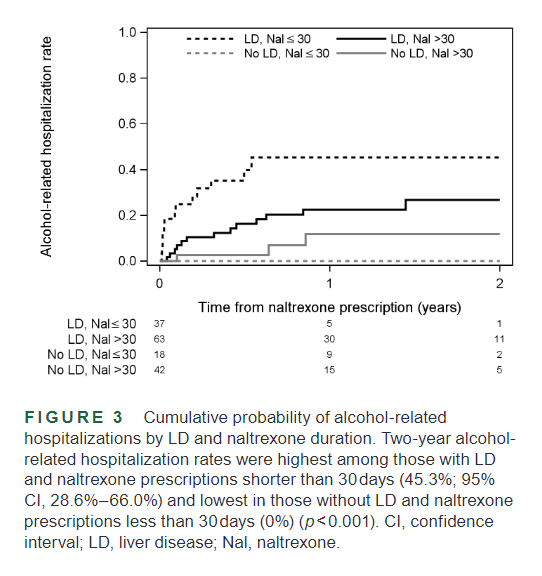 Alcohol-related hospitalization rate
1.0
0.8
0.6
0.4
0.2
0.0
LD, Nal ≤ 30
LD, Nal >30
No LD, Nal ≤ 30
No LD, Nal >30
0 1 2
Time from naltrexone prescription (years)
LD, Nal≤ 30 37 5 1
LD, Nal >30 63 30 11
No LD, Nal≤30 18 9 2
No LD, Nal >30 42 15 5
FIGURE 3 Cumulative probability of alcohol-related
hospitalizations by LD and naltrexone duration. Two-year alcohol-
related hospitalization rates were highest among those with LD
and naltrexone prescriptions shorter than 30 days (45.3%; 95%
CI, 28.6%–66.0%) and lowest in those without LD and naltrexone
prescriptions less than 30 days (0%) (p < 0.001). CI, confidence
interval; LD, liver disease; Nal, naltrexone.